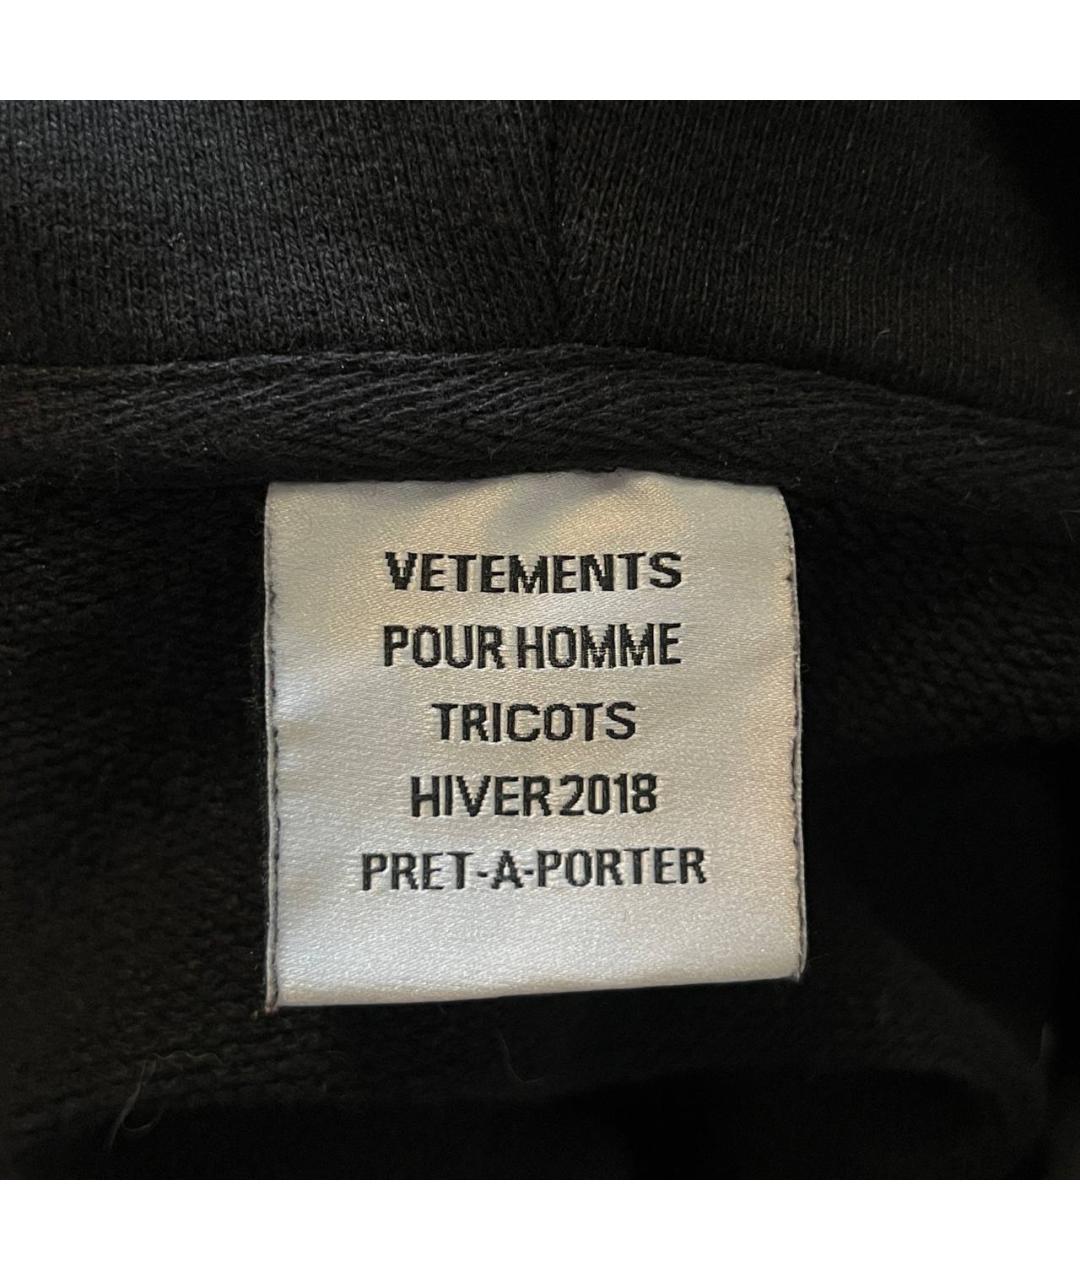 VETEMENTS
POUR HOMME
TRICOTS
HIVER 2018
PRET-A-PORTER